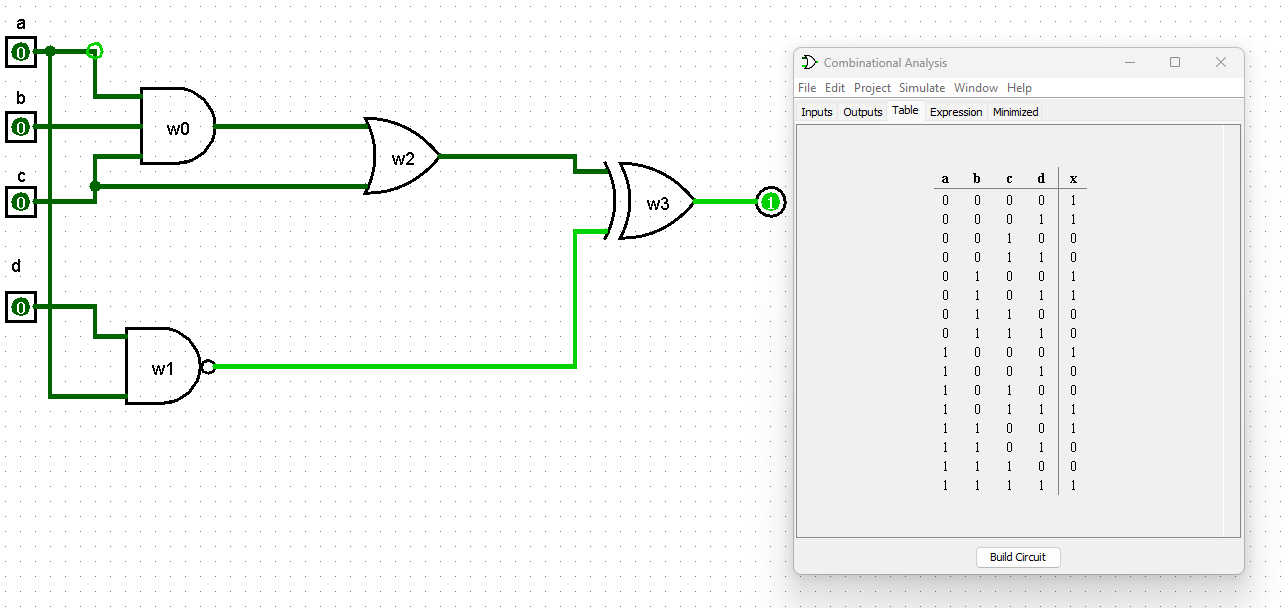 a
0
b
0
c
0
d
0
w0
w1
w2
w3
1
Combinational Analysis
File Edit Project Simulate Window Help
Inputs Outputs Table Expression Minimized
a b c d x
0 0 0 0 1
0 0 0 1 1
0 0 1 0 0
0 0 1 1 0
0 1 0 0 1
0 1 0 1 1
0 1 1 0 0
0 1 1 1 0
1 0 0 0 1
1 0 0 1 0
1 0 1 0 0
1 0 1 1 1
1 1 0 0 1
1 1 0 1 0
1 1 1 0 0
1 1 1 1 1
Build Circuit